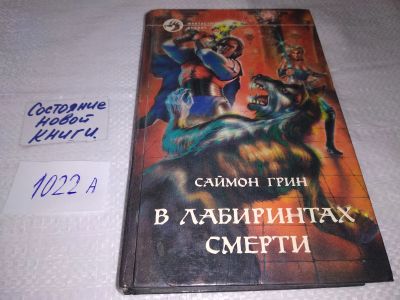 Состояние
новой
книги.
1022 А
САЙМОН ГРИН
В ЛАБИРИНТАХ
СМЕРТИ